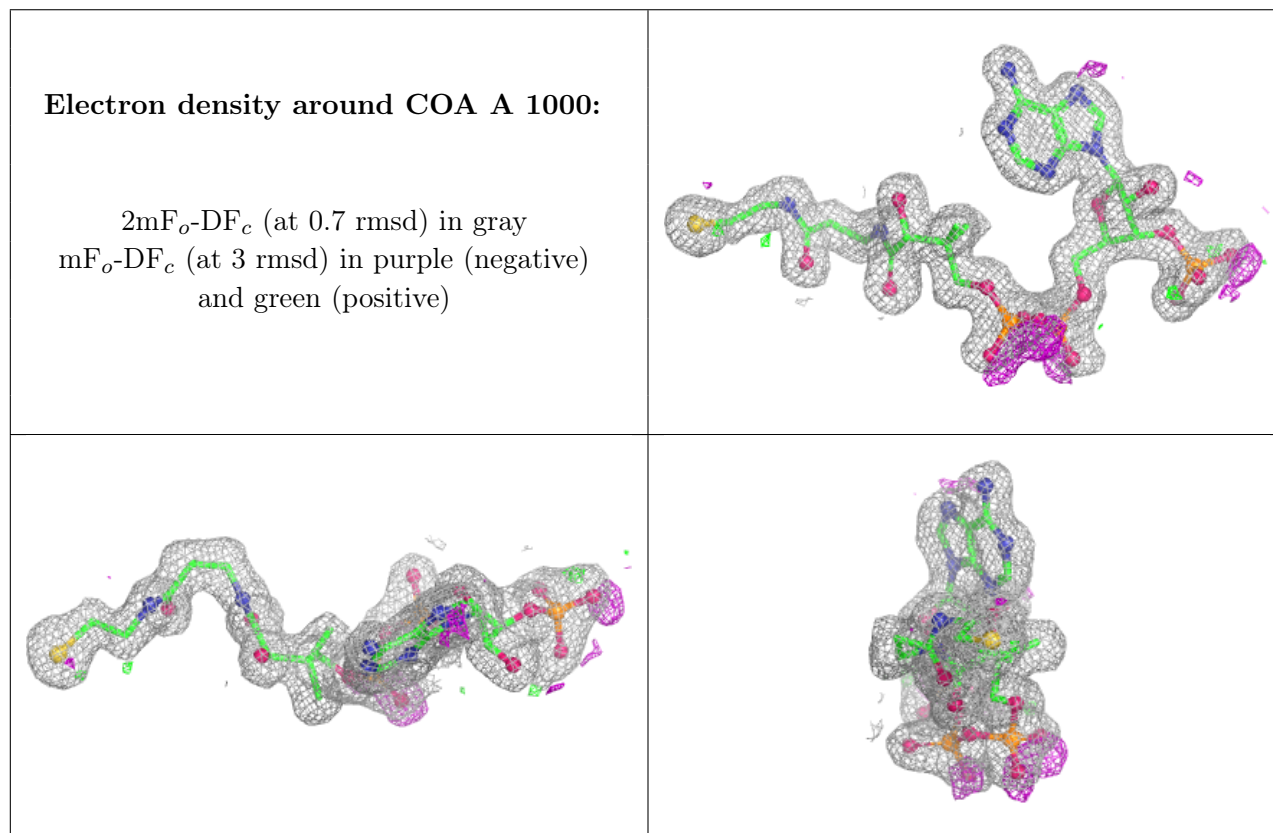 Electron density around COA A 1000:
2mFo-DFc (at 0.7 rmsd) in gray
mFo-DFc (at 3 rmsd) in purple (negative)
and green (positive)